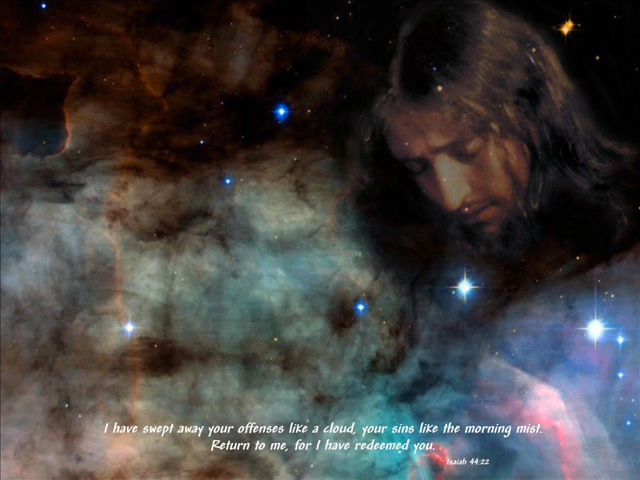 I have swept away your offenses like a cloud, your sins like the morning mist.
Return to me, for I have redeemed you.
Isaiah 44:22